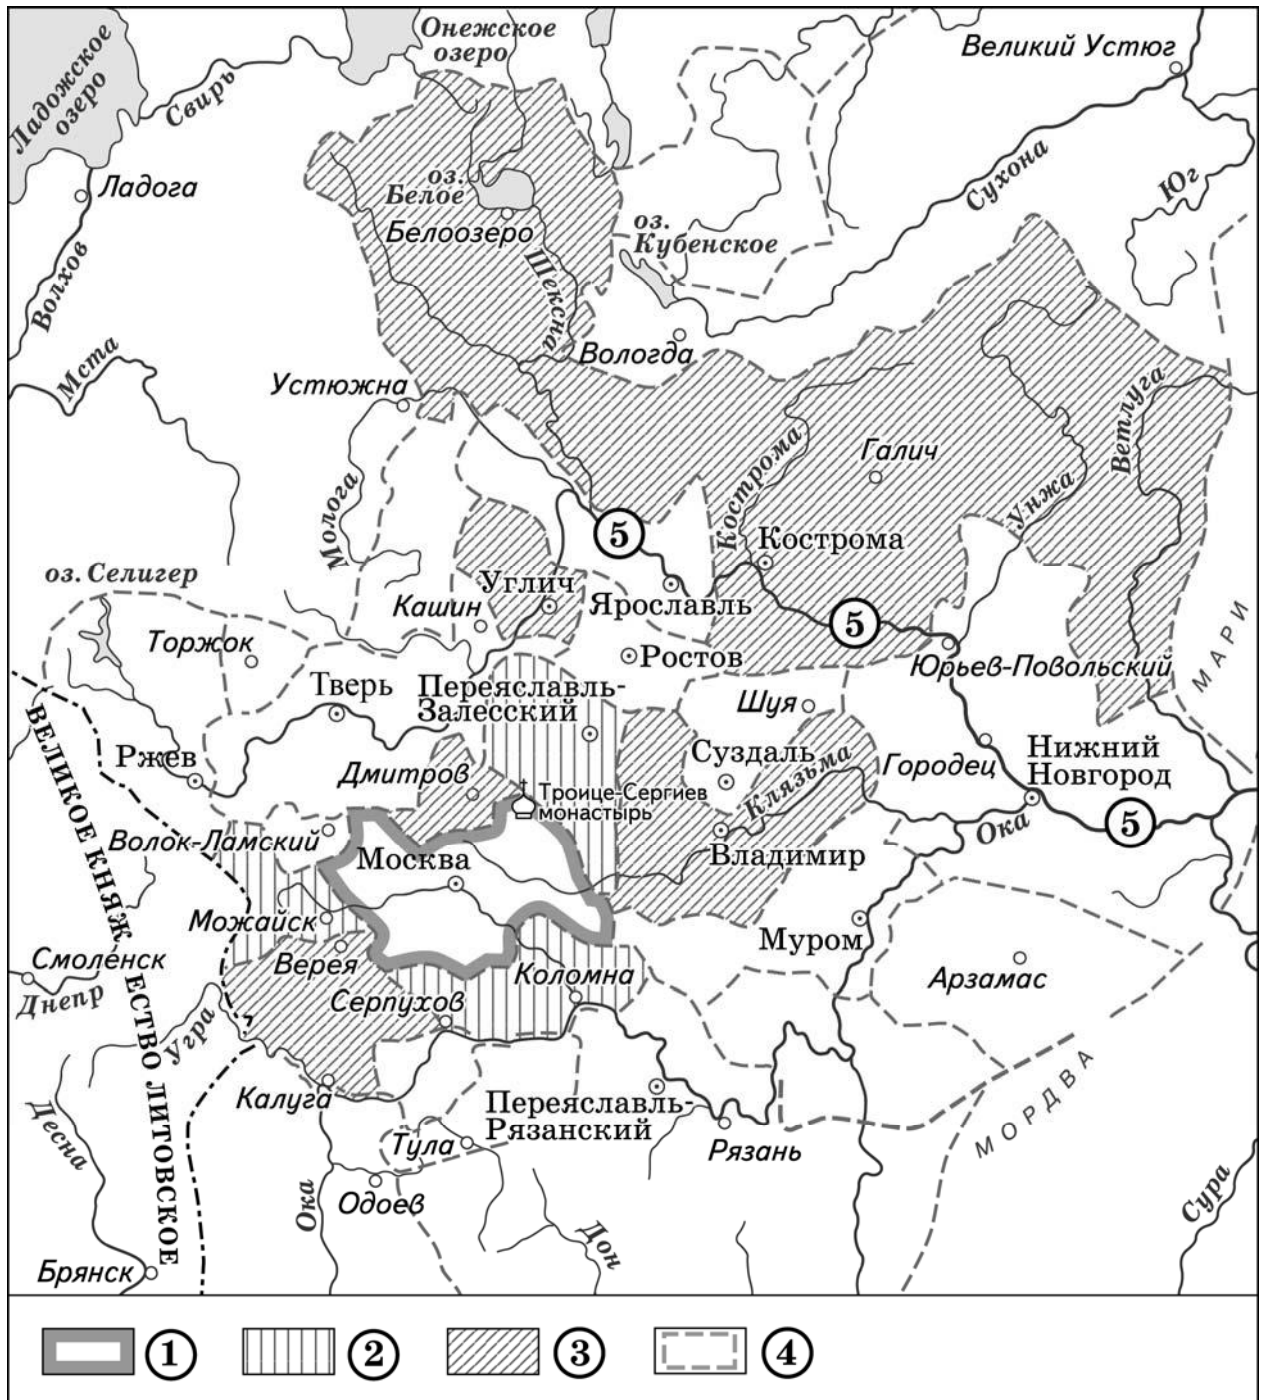 Онежское
озеро
Великий Устюг
Ладожское
озеро
Свирь
Ладога
Волхов
оз.
Белое
Белоозеро
Шексна
оз.
Кубенское
Сухона
Юг
Вологда
Мста
Устюжна
Молога
Кострома
Галич
Унжа
Ветлуга
5
Кострома
оз. Селигер
Углич
Кашин
Ярославль
5
Торжок
Ростов
Юрьев-Повольский
МАРИ
Тверь
Переяславль-
Залесский
Шуя
Ржев
Дмитров
Суздаль
Клязьма
Городец
Нижний
Новгород
Троице-Сергиев
монастырь
5
Волок-Ламский
Москва
Владимир
Ока
Можайск
Муром
Смоленск
Верея
Коломна
Арзамас
Днепр
Серпухов
Угра
ВЕЛИКОЕ КНЯЖЕСТВО ЛИТОВСКОЕ
Калуга
Переяславль-
Рязанский
МОРДВА
Десна
Тула
Рязань
Одоев
Ока
Дон
Сура
Брянск
1
2
3
4